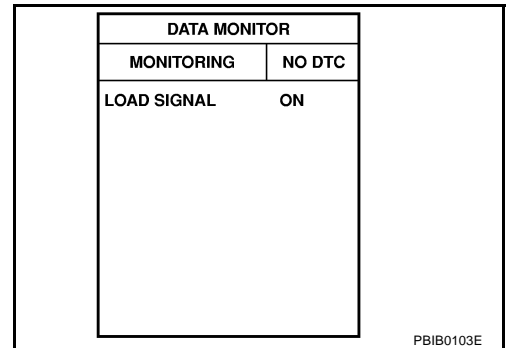 DATA MONITOR
MONITORING NO DTC
LOAD SIGNAL ON
PBIB0103E